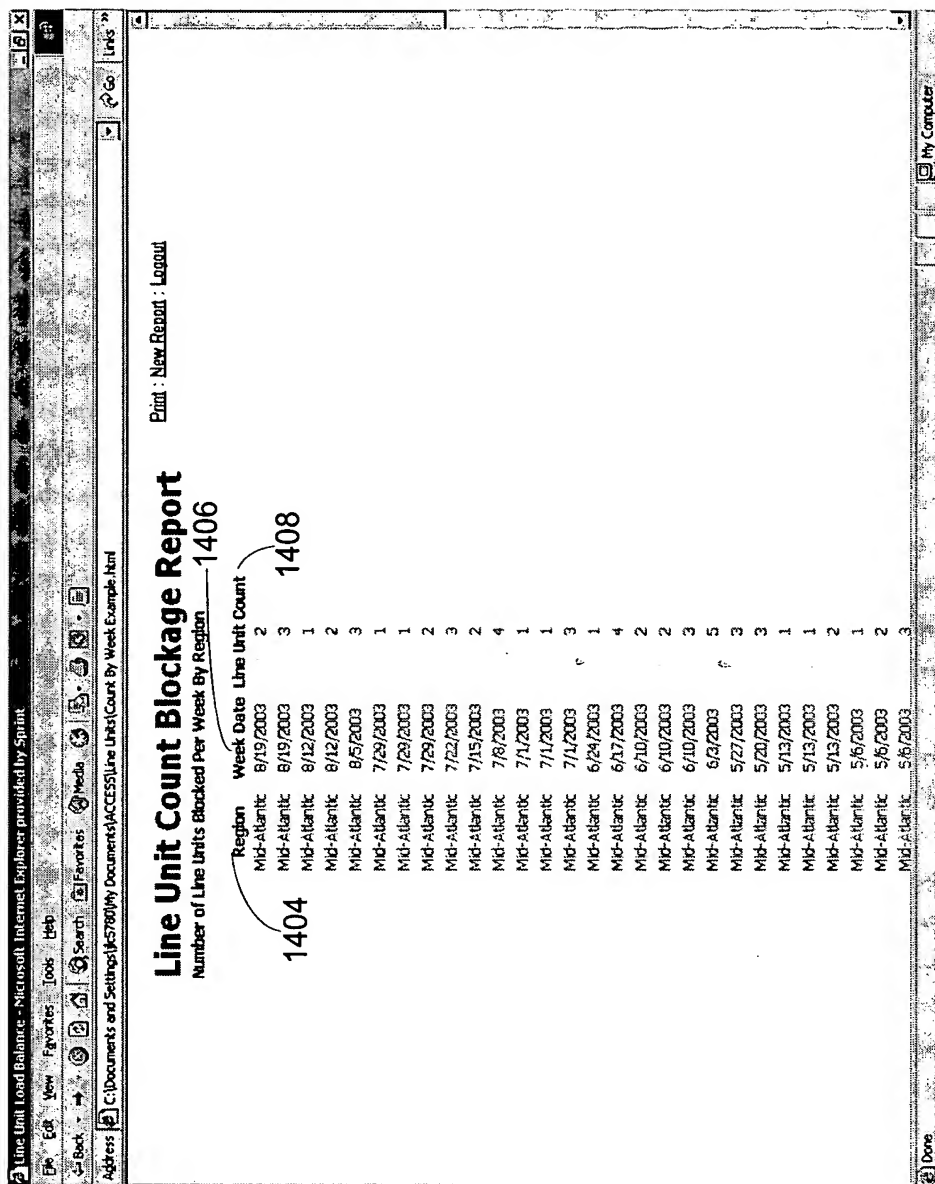 Line Unit Load Balance - Microsoft Internet Explorer provided by Sprint
File Edit View Favorites Tools Help
Back Search Favorites Media
Address C:\Documents and Settings\jlc5780\My Documents\ACCESS\Line Units\Count By Week Example.html Go Links »
Line Unit Count Blockage Report
Print : New Report : Logout
Number of Line Units Blocked Per Week By Region
1406
Region Week Date Line Unit Count
1404
1408
Mid-Atlantic 8/19/2003 2
Mid-Atlantic 8/19/2003 3
Mid-Atlantic 8/12/2003 1
Mid-Atlantic 8/12/2003 2
Mid-Atlantic 8/5/2003 3
Mid-Atlantic 7/29/2003 1
Mid-Atlantic 7/29/2003 1
Mid-Atlantic 7/29/2003 2
Mid-Atlantic 7/22/2003 3
Mid-Atlantic 7/15/2003 2
Mid-Atlantic 7/8/2003 4
Mid-Atlantic 7/1/2003 1
Mid-Atlantic 7/1/2003 1
Mid-Atlantic 7/1/2003 3
Mid-Atlantic 6/24/2003 1
Mid-Atlantic 6/17/2003 4
Mid-Atlantic 6/10/2003 2
Mid-Atlantic 6/10/2003 2
Mid-Atlantic 6/10/2003 3
Mid-Atlantic 6/3/2003 5
Mid-Atlantic 5/27/2003 3
Mid-Atlantic 5/20/2003 3
Mid-Atlantic 5/13/2003 1
Mid-Atlantic 5/13/2003 1
Mid-Atlantic 5/13/2003 2
Mid-Atlantic 5/6/2003 1
Mid-Atlantic 5/6/2003 2
Mid-Atlantic 5/6/2003 3
Done My Computer